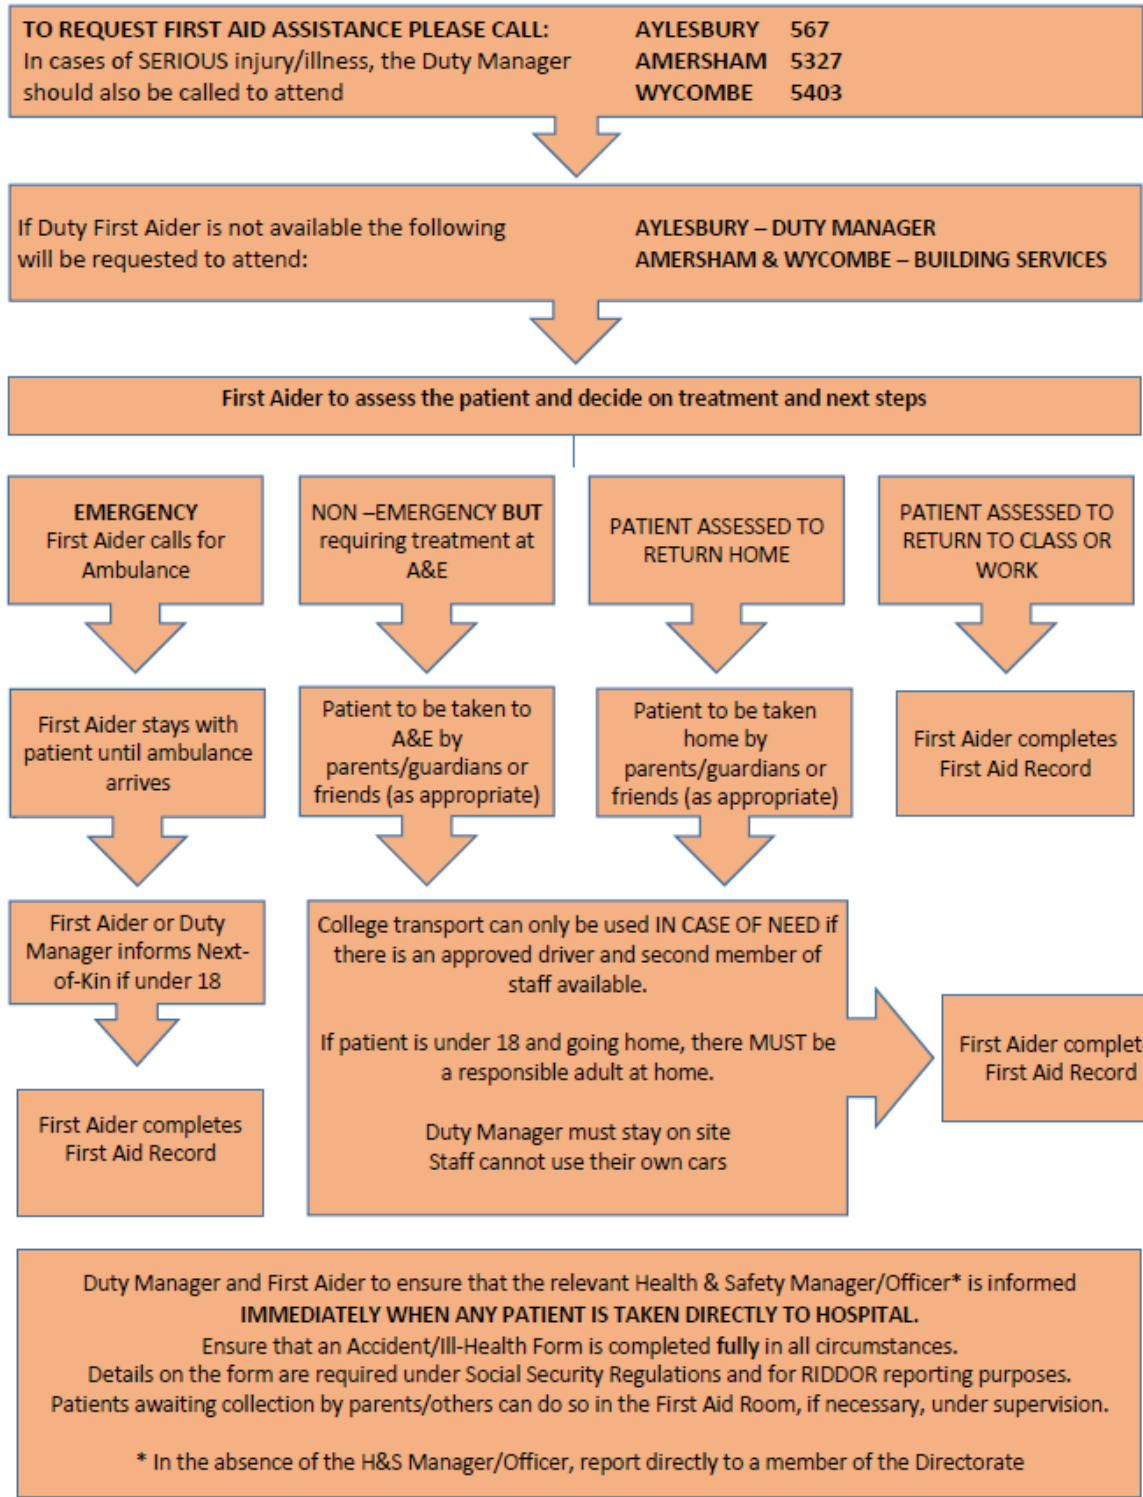 TO REQUEST FIRST AID ASSISTANCE PLEASE CALL: AYLESBURY 567
In cases of SERIOUS injury/illness, the Duty Manager AMERSHAM 5327
should also be called to attend WYCOMBE 5403
If Duty First Aider is not available the following AYLESBURY – DUTY MANAGER
will be requested to attend: AMERSHAM & WYCOMBE – BUILDING SERVICES
First Aider to assess the patient and decide on treatment and next steps
EMERGENCY
First Aider calls for
Ambulance
NON –EMERGENCY BUT
requiring treatment at
A&E
PATIENT ASSESSED TO
RETURN HOME
PATIENT ASSESSED TO
RETURN TO CLASS OR
WORK
First Aider stays with
patient until ambulance
arrives
Patient to be taken to
A&E by
parents/guardians or
friends (as appropriate)
Patient to be taken
home by
parents/guardians or
friends (as appropriate)
First Aider completes
First Aid Record
First Aider or Duty
Manager informs Next-
of-Kin if under 18
College transport can only be used IN CASE OF NEED if
there is an approved driver and second member of
staff available.
If patient is under 18 and going home, there MUST be
a responsible adult at home.
Duty Manager must stay on site
Staff cannot use their own cars
First Aider complet
First Aid Record
First Aider completes
First Aid Record
Duty Manager and First Aider to ensure that the relevant Health & Safety Manager/Officer* is informed
IMMEDIATELY WHEN ANY PATIENT IS TAKEN DIRECTLY TO HOSPITAL.
Ensure that an Accident/Ill-Health Form is completed fully in all circumstances.
Details on the form are required under Social Security Regulations and for RIDDOR reporting purposes.
Patients awaiting collection by parents/others can do so in the First Aid Room, if necessary, under supervision.
* In the absence of the H&S Manager/Officer, report directly to a member of the Directorate